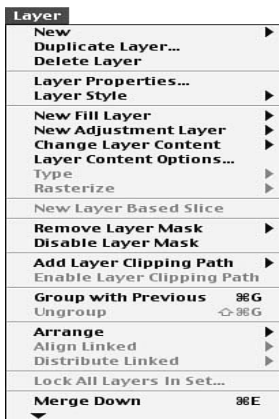 Layer
New
Duplicate Layer...
Delete Layer
Layer Properties...
Layer Style
New Fill Layer
New Adjustment Layer
Change Layer Content
Layer Content Options...
Type
Rasterize
New Layer Based Slice
Remove Layer Mask
Disable Layer Mask
Add Layer Clipping Path
Enable Layer Clipping Path
Group with Previous ⌘G
Ungroup ⇧⌘G
Arrange
Align Linked
Distribute Linked
Lock All Layers In Set...
Merge Down ⌘E